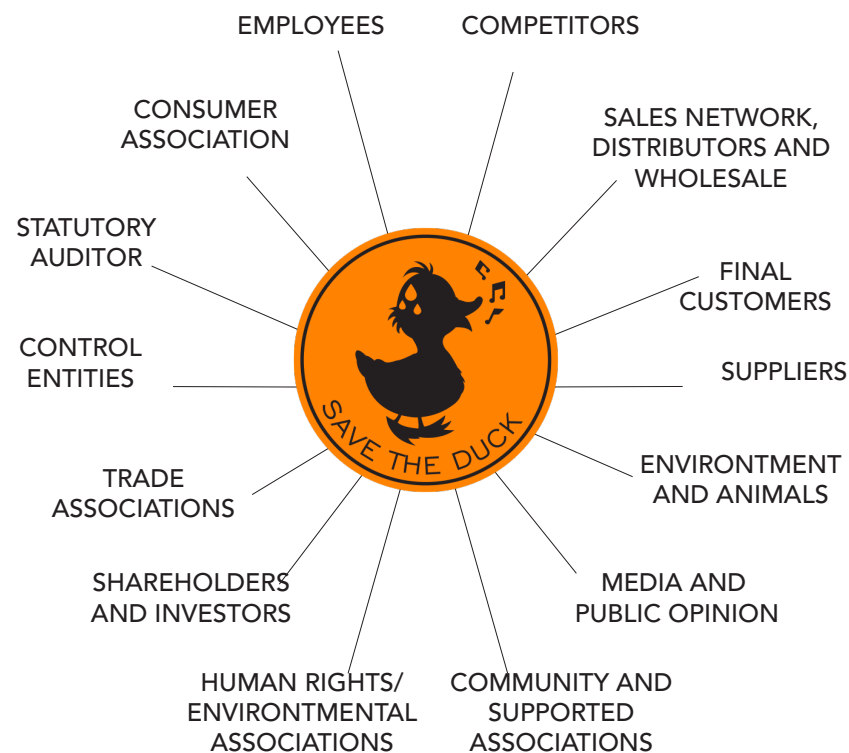 EMPLOYEES
COMPETITORS
CONSUMER
ASSOCIATION
SALES NETWORK,
DISTRIBUTORS AND
WHOLESALE
STATUTORY
AUDITOR
FINAL
CUSTOMERS
CONTROL
ENTITIES
SUPPLIERS
SAVE THE DUCK
TRADE
ASSOCIATIONS
ENVIRONTMENT
AND ANIMALS
SHAREHOLDERS
AND INVESTORS
MEDIA AND
PUBLIC OPINION
HUMAN RIGHTS/
ENVIRONTMENTAL
ASSOCIATIONS
COMMUNITY AND
SUPPORTED
ASSOCIATIONS